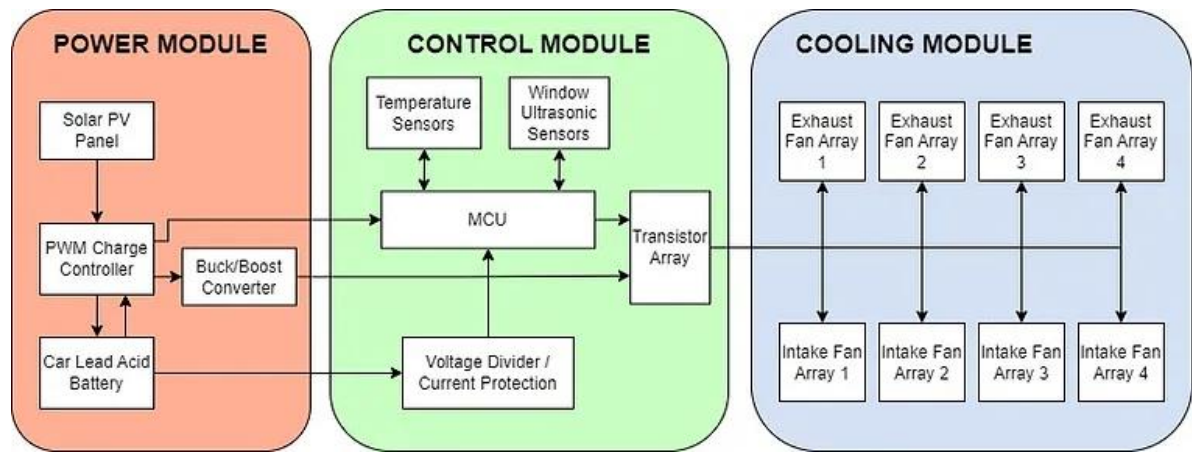 POWER MODULE
Solar PV
Panel
PWM Charge
Controller
Buck/Boost
Converter
Car Lead Acid
Battery
CONTROL MODULE
Temperature
Sensors
Window
Ultrasonic
Sensors
MCU
Transistor
Array
Voltage Divider /
Current Protection
COOLING MODULE
Exhaust
Fan Array
1
Exhaust
Fan Array
2
Exhaust
Fan Array
3
Exhaust
Fan Array
4
Intake Fan
Array 1
Intake Fan
Array 2
Intake Fan
Array 3
Intake Fan
Array 4